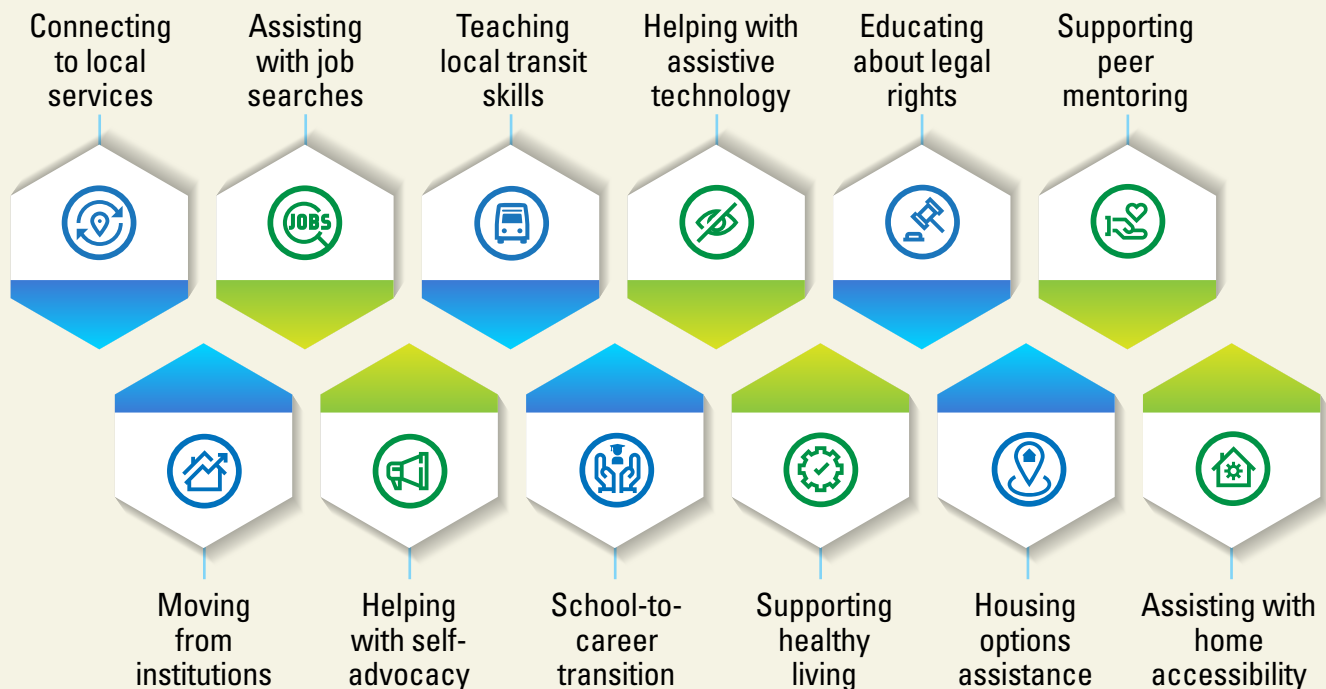 Connecting
to local
services
Assisting
with job
searches
Teaching
local transit
skills
Helping with
assistive
technology
Educating
about legal
rights
Supporting
peer
mentoring
JOBS
Moving
from
institutions
Helping
with self-
advocacy
School-to-
career
transition
Supporting
healthy
living
Housing
options
assistance
Assisting with
home
accessibility